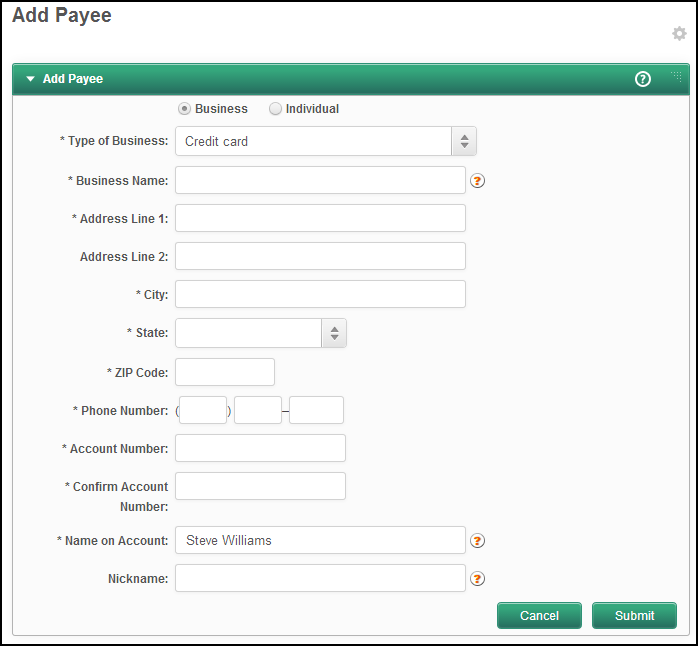 Add Payee
Add Payee ?
Business Individual
* Type of Business: Credit card
* Business Name: ?
* Address Line 1:
Address Line 2:
* City:
* State:
* ZIP Code:
* Phone Number: ( ) –
* Account Number:
* Confirm Account
Number:
* Name on Account: Steve Williams ?
Nickname: ?
Cancel Submit